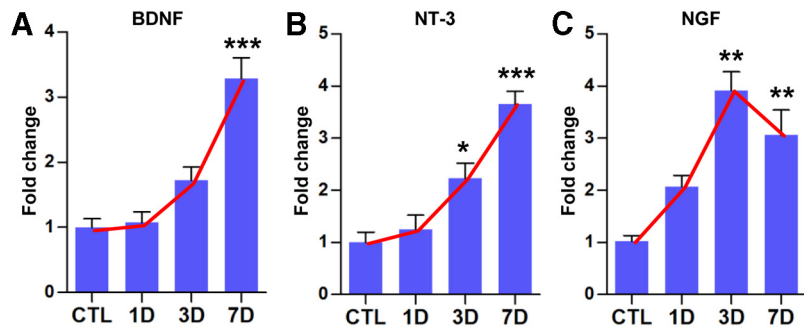 A BDNF
***
Fold change
4
3
2
1
0
CTL 1D 3D 7D
B NT-3
***
*
Fold change
5
4
3
2
1
0
CTL 1D 3D 7D
C NGF
**
**
Fold change
5
4
3
2
1
0
CTL 1D 3D 7D